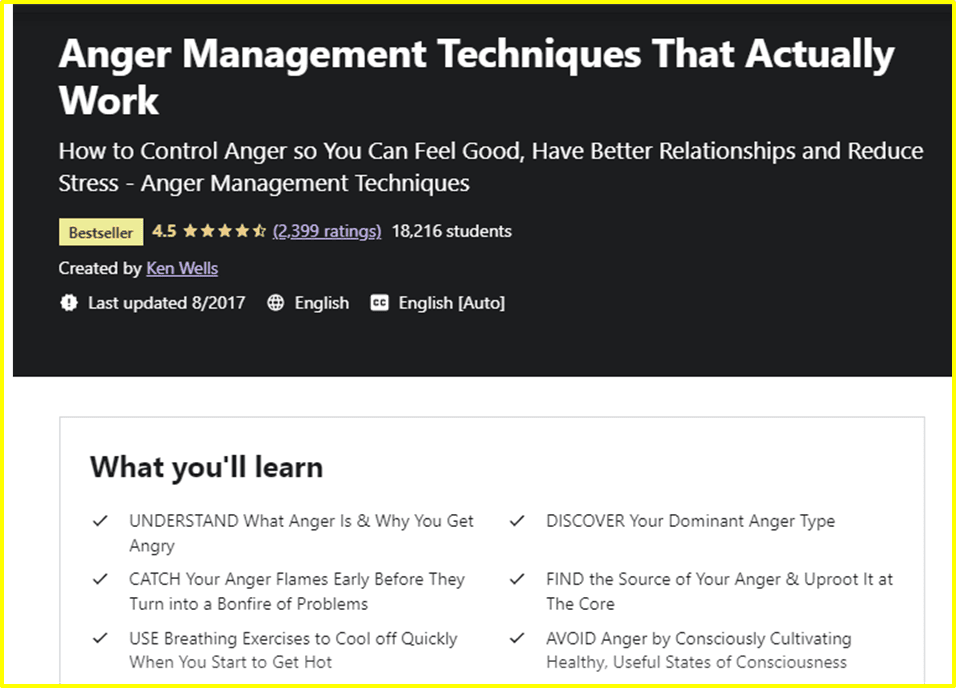 Anger Management Techniques That Actually
Work
How to Control Anger so You Can Feel Good, Have Better Relationships and Reduce
Stress - Anger Management Techniques
Bestseller 4.5 (2,399 ratings) 18,216 students
Created by Ken Wells
Last updated 8/2017 English CC English [Auto]
What you'll learn
UNDERSTAND What Anger Is & Why You Get
Angry
DISCOVER Your Dominant Anger Type
CATCH Your Anger Flames Early Before They
Turn into a Bonfire of Problems
FIND the Source of Your Anger & Uproot It at
The Core
USE Breathing Exercises to Cool off Quickly
When You Start to Get Hot
AVOID Anger by Consciously Cultivating
Healthy, Useful States of Consciousness